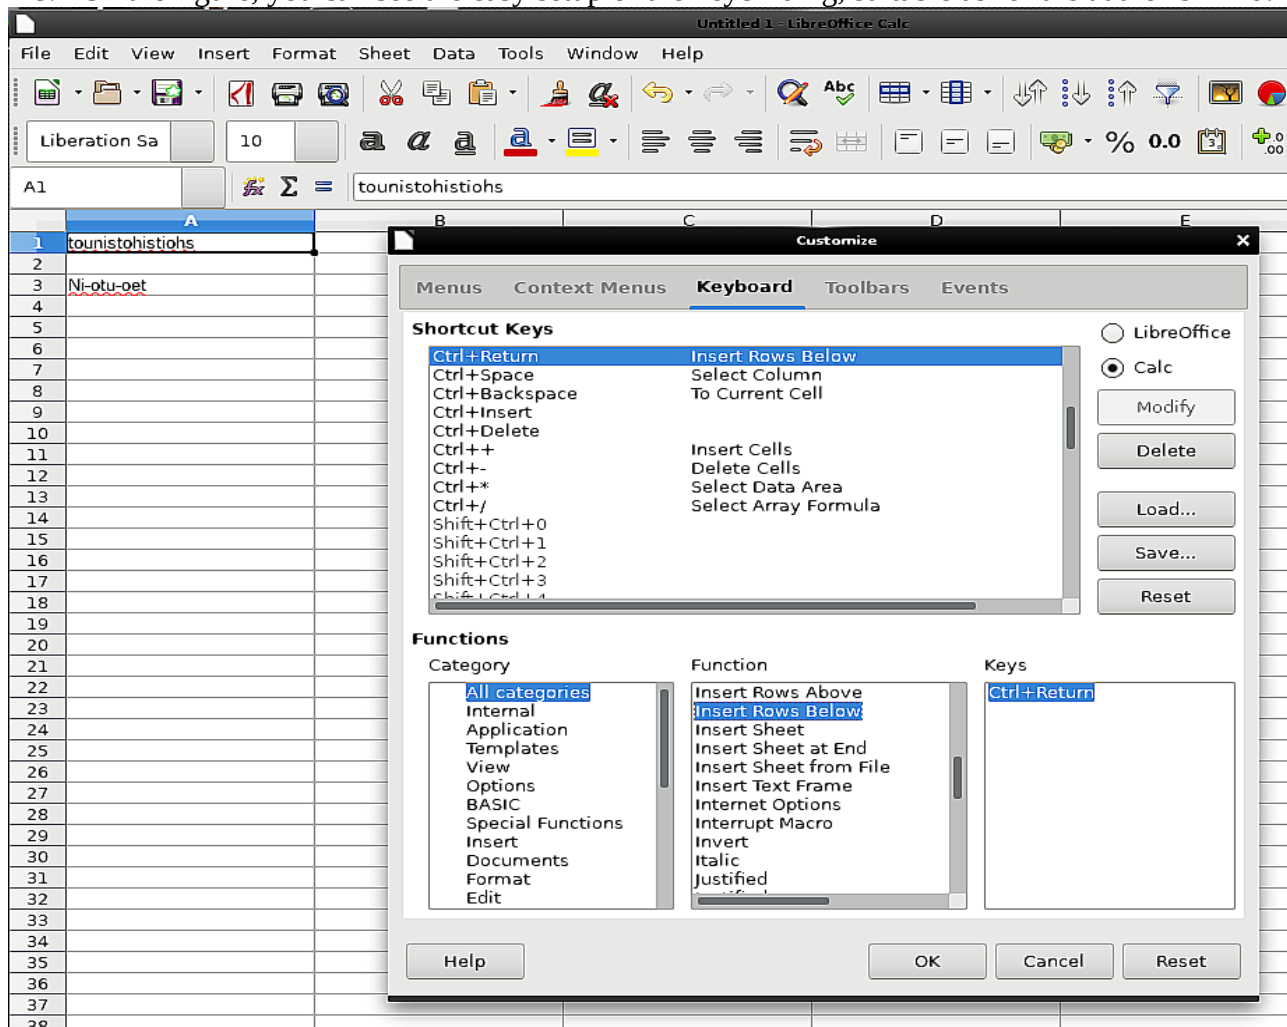 Untitled 1 - LibreOffice Calc
File Edit View Insert Format Sheet Data Tools Window Help
Abc
Liberation Sa 10 a a a a % 0.0 3. .0 .00
A1 fx Σ = tounistohistiohs
A B C D E
1 tounistohistiohs
2
3 Ni-otu-oet
4
5
6
7
8
9
10
11
12
13
14
15
16
17
18
19
20
21
22
23
24
25
26
27
28
29
30
31
32
33
34
35
36
37
38
Customize
Menus Context Menus Keyboard Toolbars Events
Shortcut Keys
LibreOffice
Calc
Ctrl+Return Insert Rows Below
Ctrl+Space Select Column
Ctrl+Backspace To Current Cell
Ctrl+Insert
Ctrl+Delete
Ctrl++ Insert Cells
Ctrl+- Delete Cells
Ctrl+* Select Data Area
Ctrl+/ Select Array Formula
Shift+Ctrl+0
Shift+Ctrl+1
Shift+Ctrl+2
Shift+Ctrl+3
Shift+Ctrl+4
Modify
Delete
Load...
Save...
Reset
Functions
Category Function Keys
All categories
Internal
Application
Templates
View
Options
BASIC
Special Functions
Insert
Documents
Format
Edit
Insert Rows Above
Insert Rows Below
Insert Sheet
Insert Sheet at End
Insert Sheet from File
Insert Text Frame
Internet Options
Interrupt Macro
Invert
Italic
Justified
Ctrl+Return
Help OK Cancel Reset